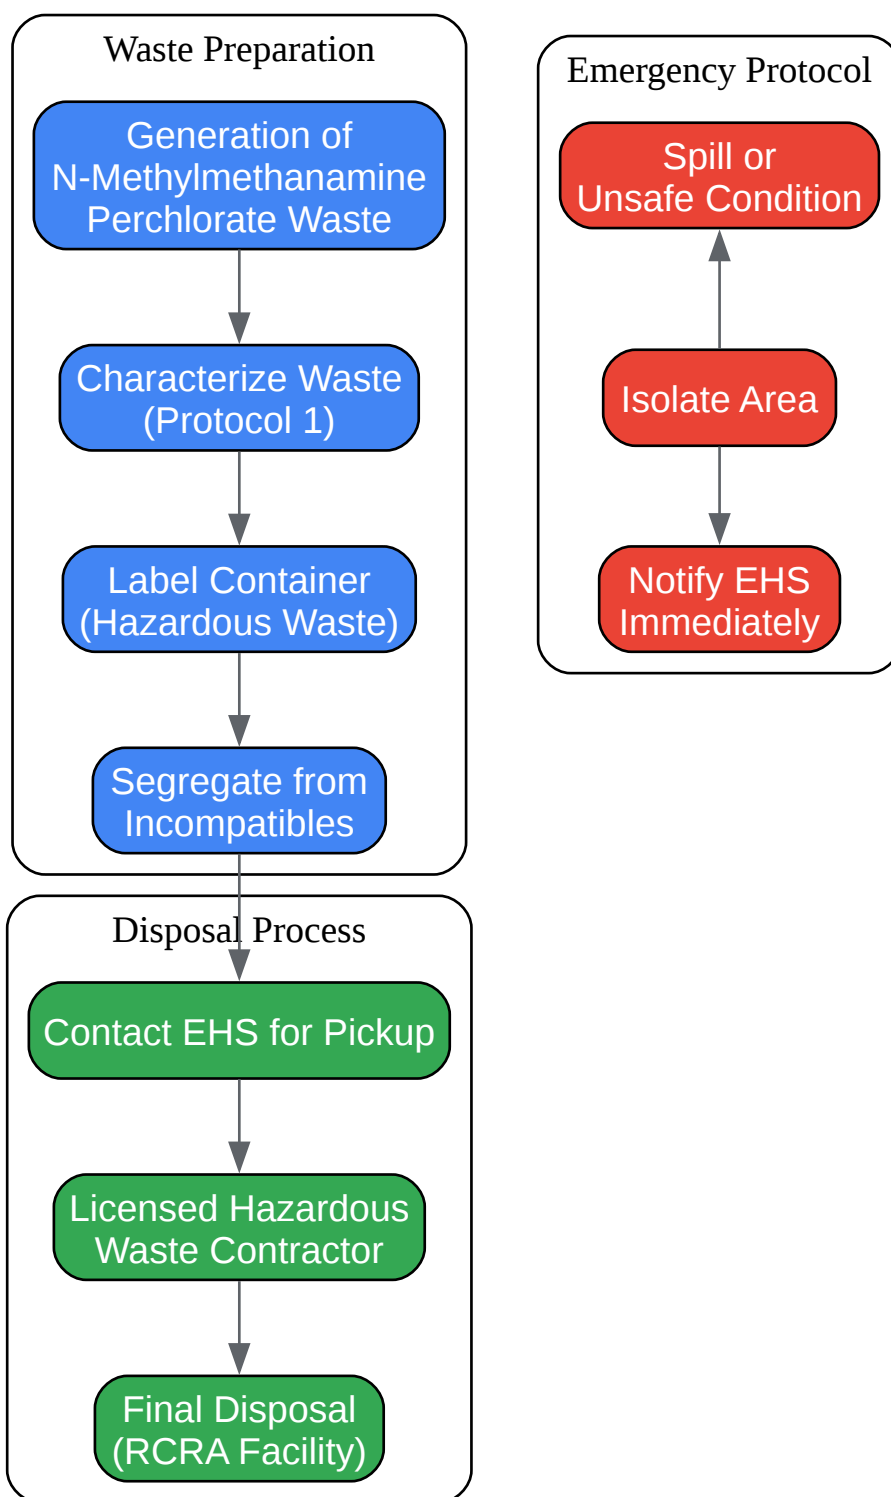 Waste Preparation
Generation of
N-Methylmethanamine
Perchlorate Waste
Characterize Waste
(Protocol 1)
Label Container
(Hazardous Waste)
Segregate from
Incompatibles
Disposal Process
Contact EHS for Pickup
Licensed Hazardous
Waste Contractor
Final Disposal
(RCRA Facility)
Emergency Protocol
Spill or
Unsafe Condition
Isolate Area
Notify EHS
Immediately